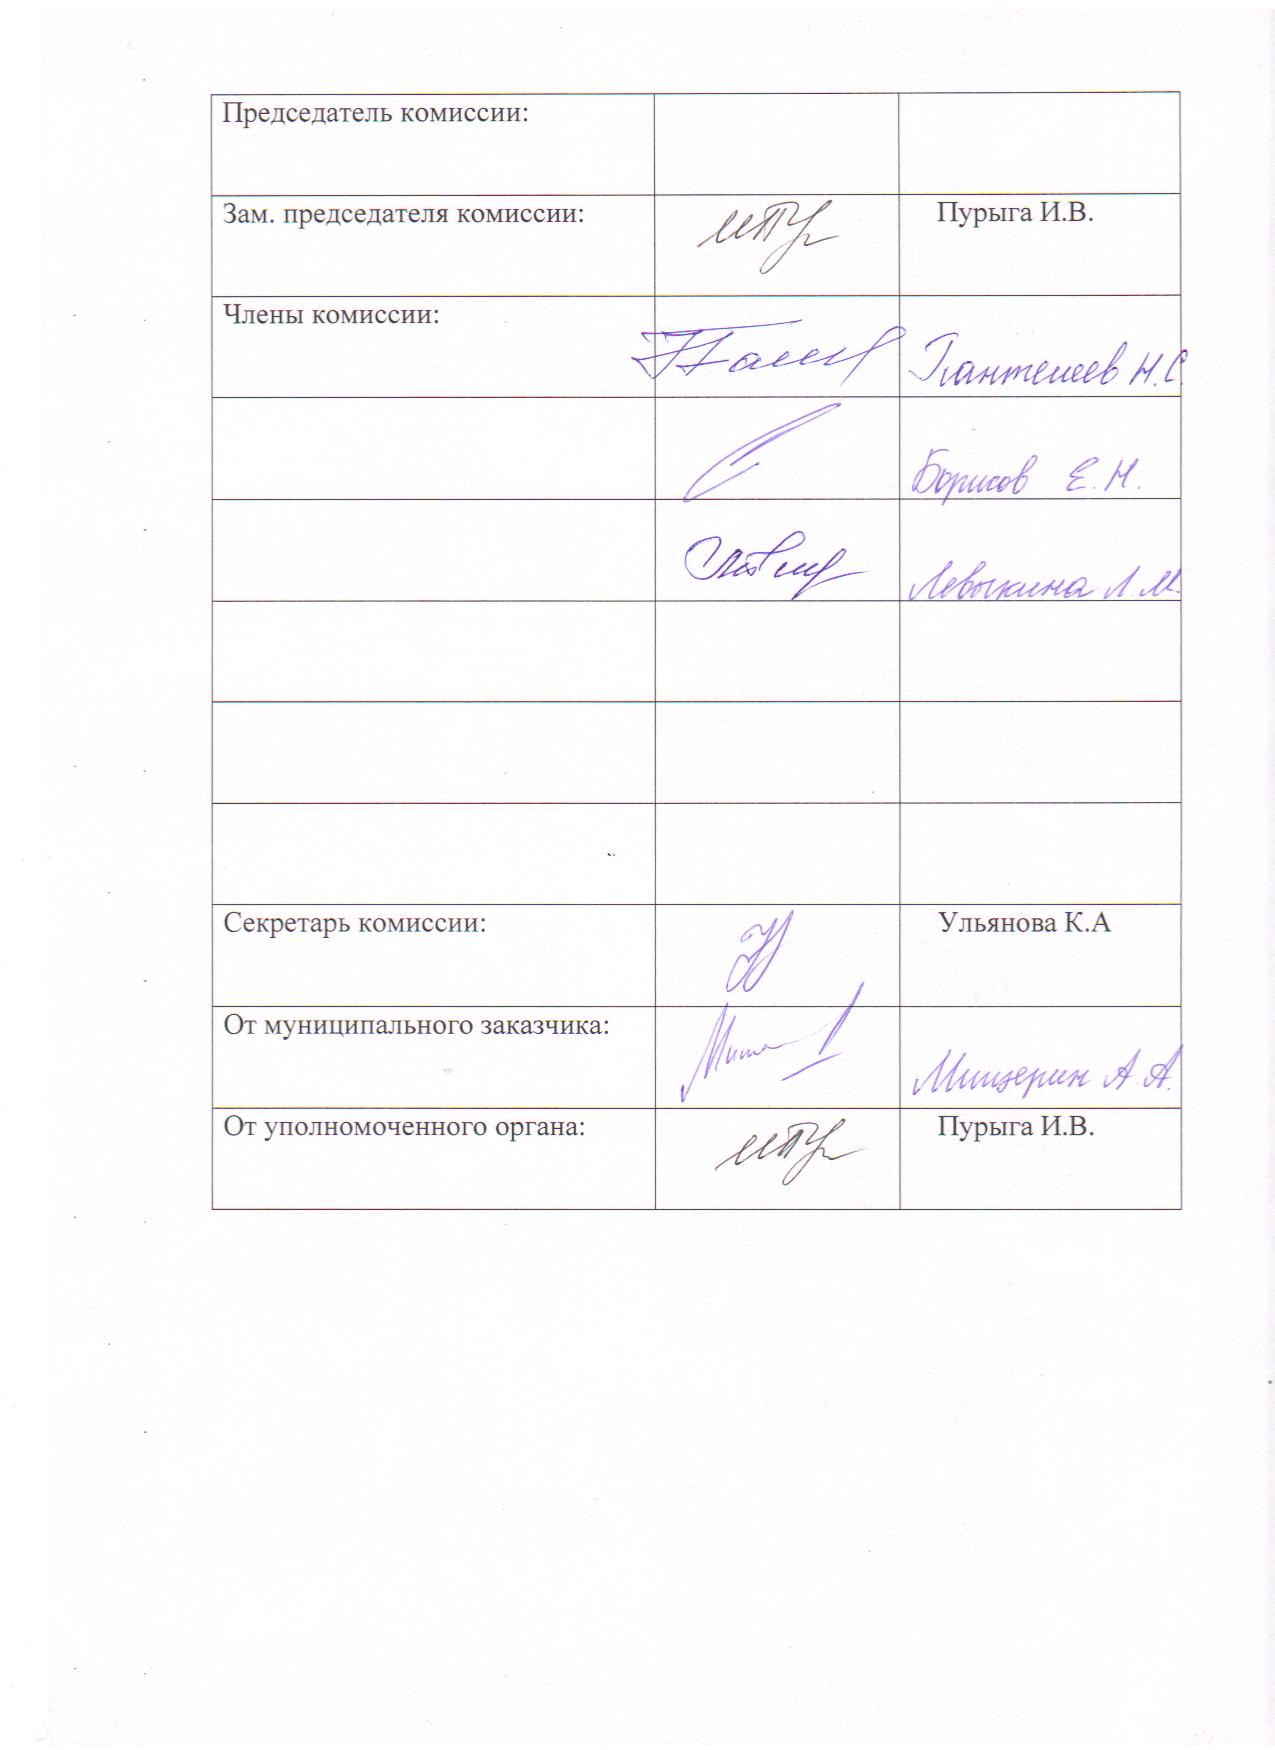 Председатель комиссии:
Зам. председателя комиссии: Пурыга И.В.
Члены комиссии: Пантелеев Н.С.
Борисов Е.Н.
Левыкина Л.М.
Секретарь комиссии: Ульянова К.А
От муниципального заказчика: Мищерин А.А.
От уполномоченного органа: Пурыга И.В.